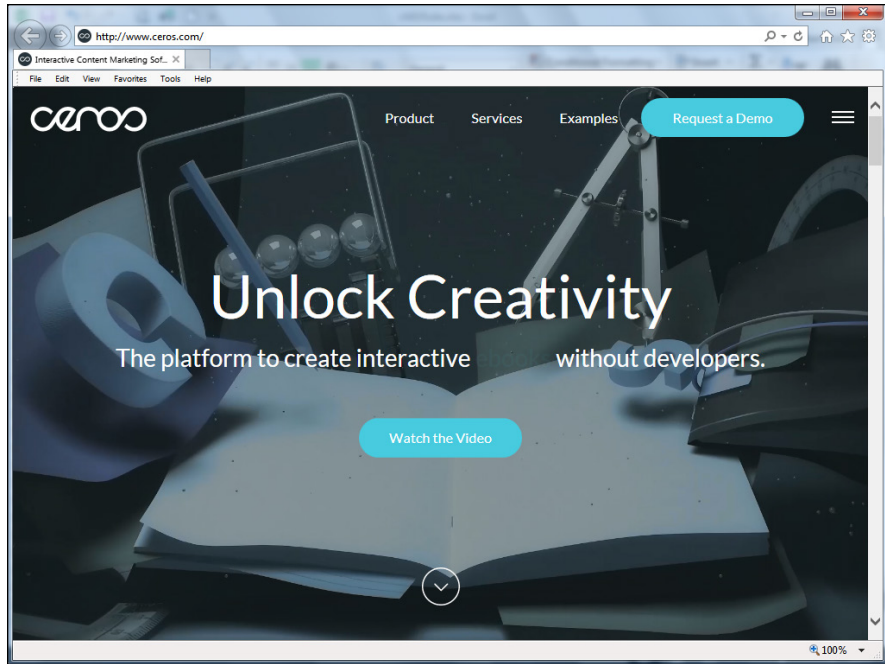 http://www.ceros.com/
Interactive Content Marketing Sof...
File Edit View Favorites Tools Help
ceros
Product Services Examples Request a Demo
Unlock Creativity
The platform to create interactive ebooks without developers.
Watch the Video
100%